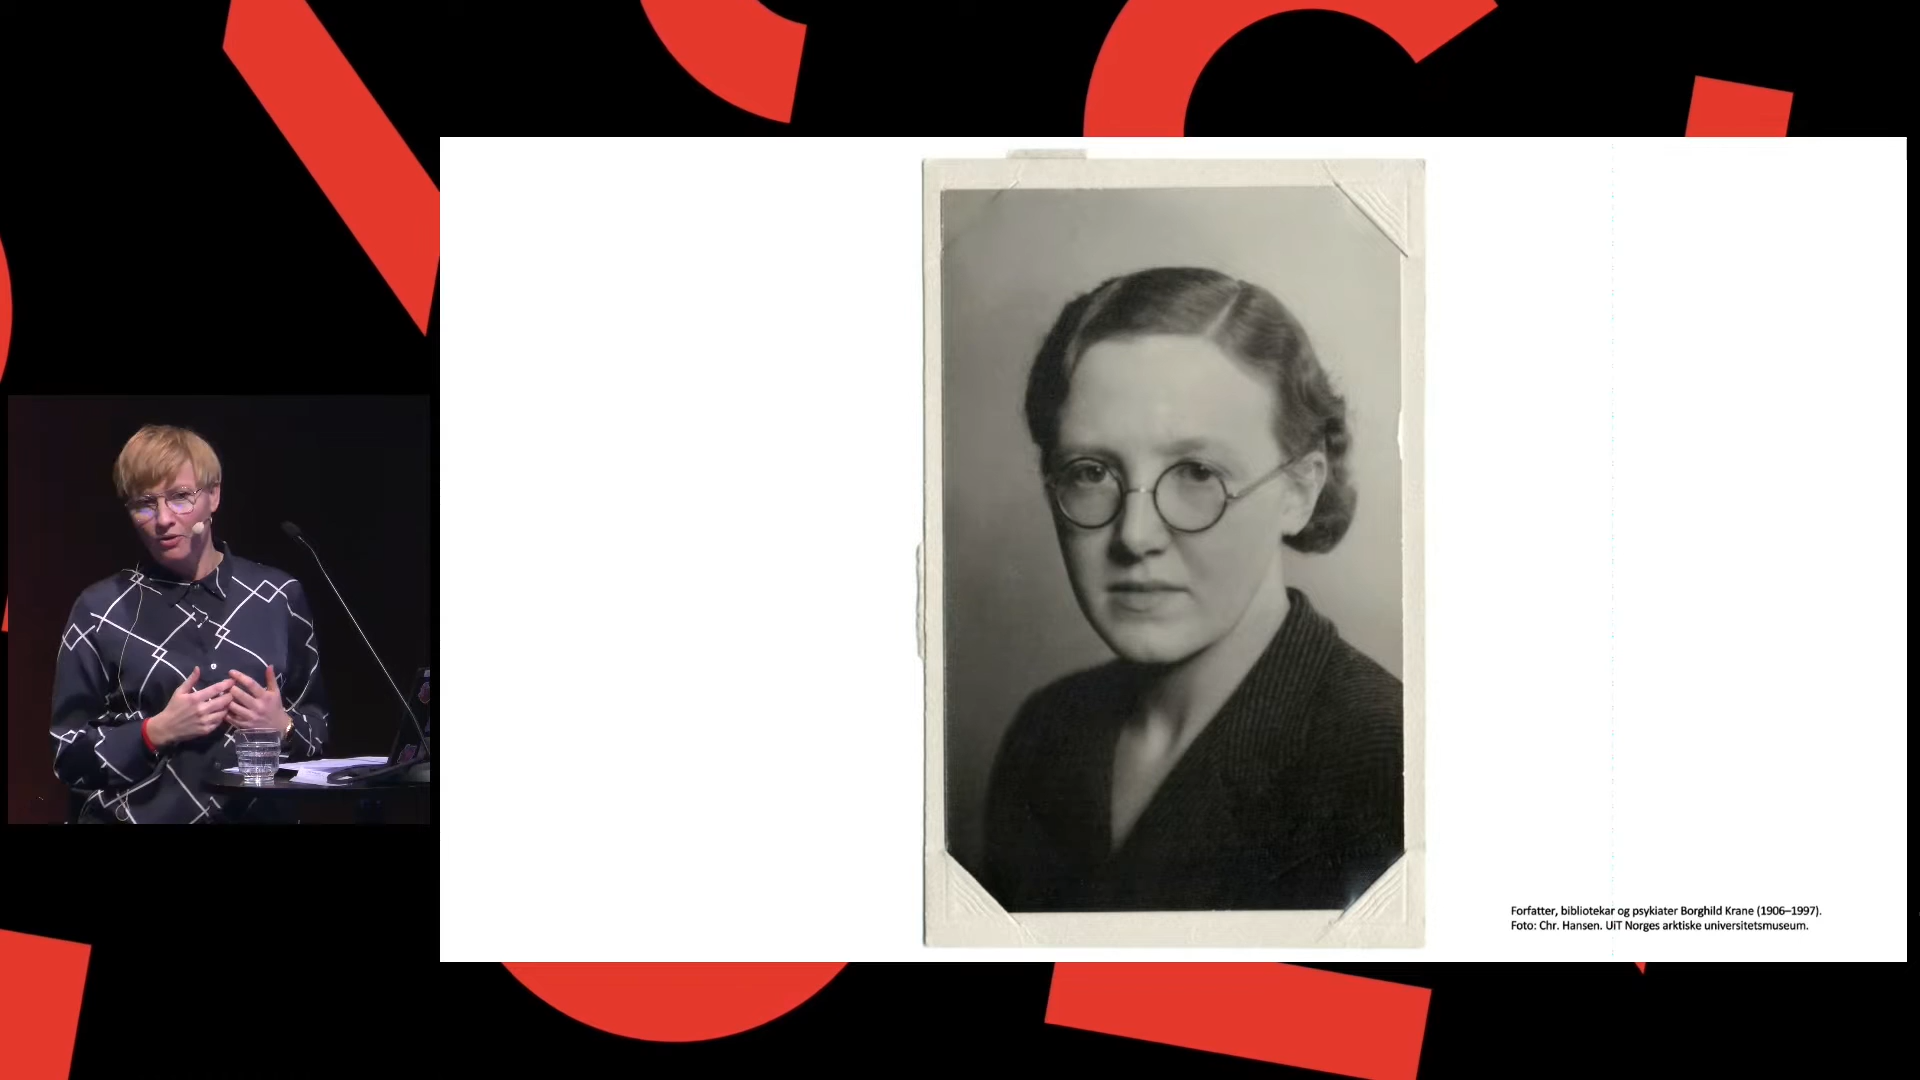 Forfatter, bibliotekar og psykiater Borghild Krane (1906–1997).
Foto: Chr. Hansen. UiT Norges arktiske universitetsmuseum.